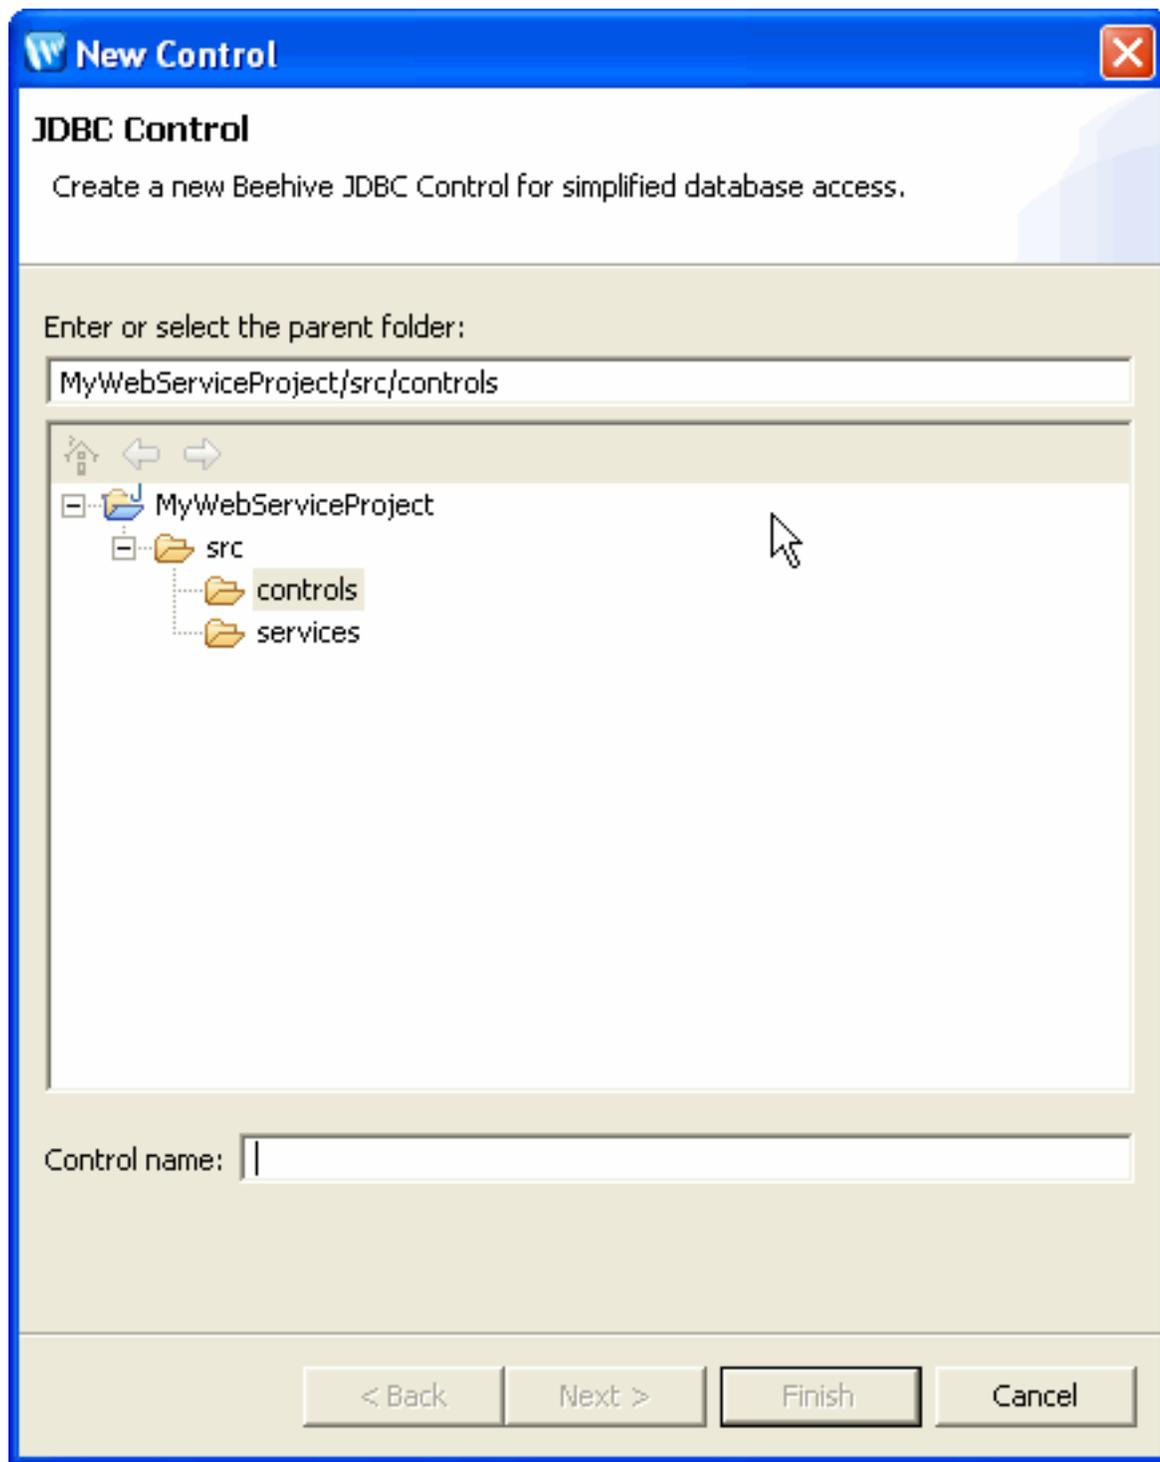 New Control
JDBC Control
Create a new Beehive JDBC Control for simplified database access.
Enter or select the parent folder:
MyWebServiceProject/src/controls
MyWebServiceProject
src
controls
services
Control name:
< Back Next > Finish Cancel